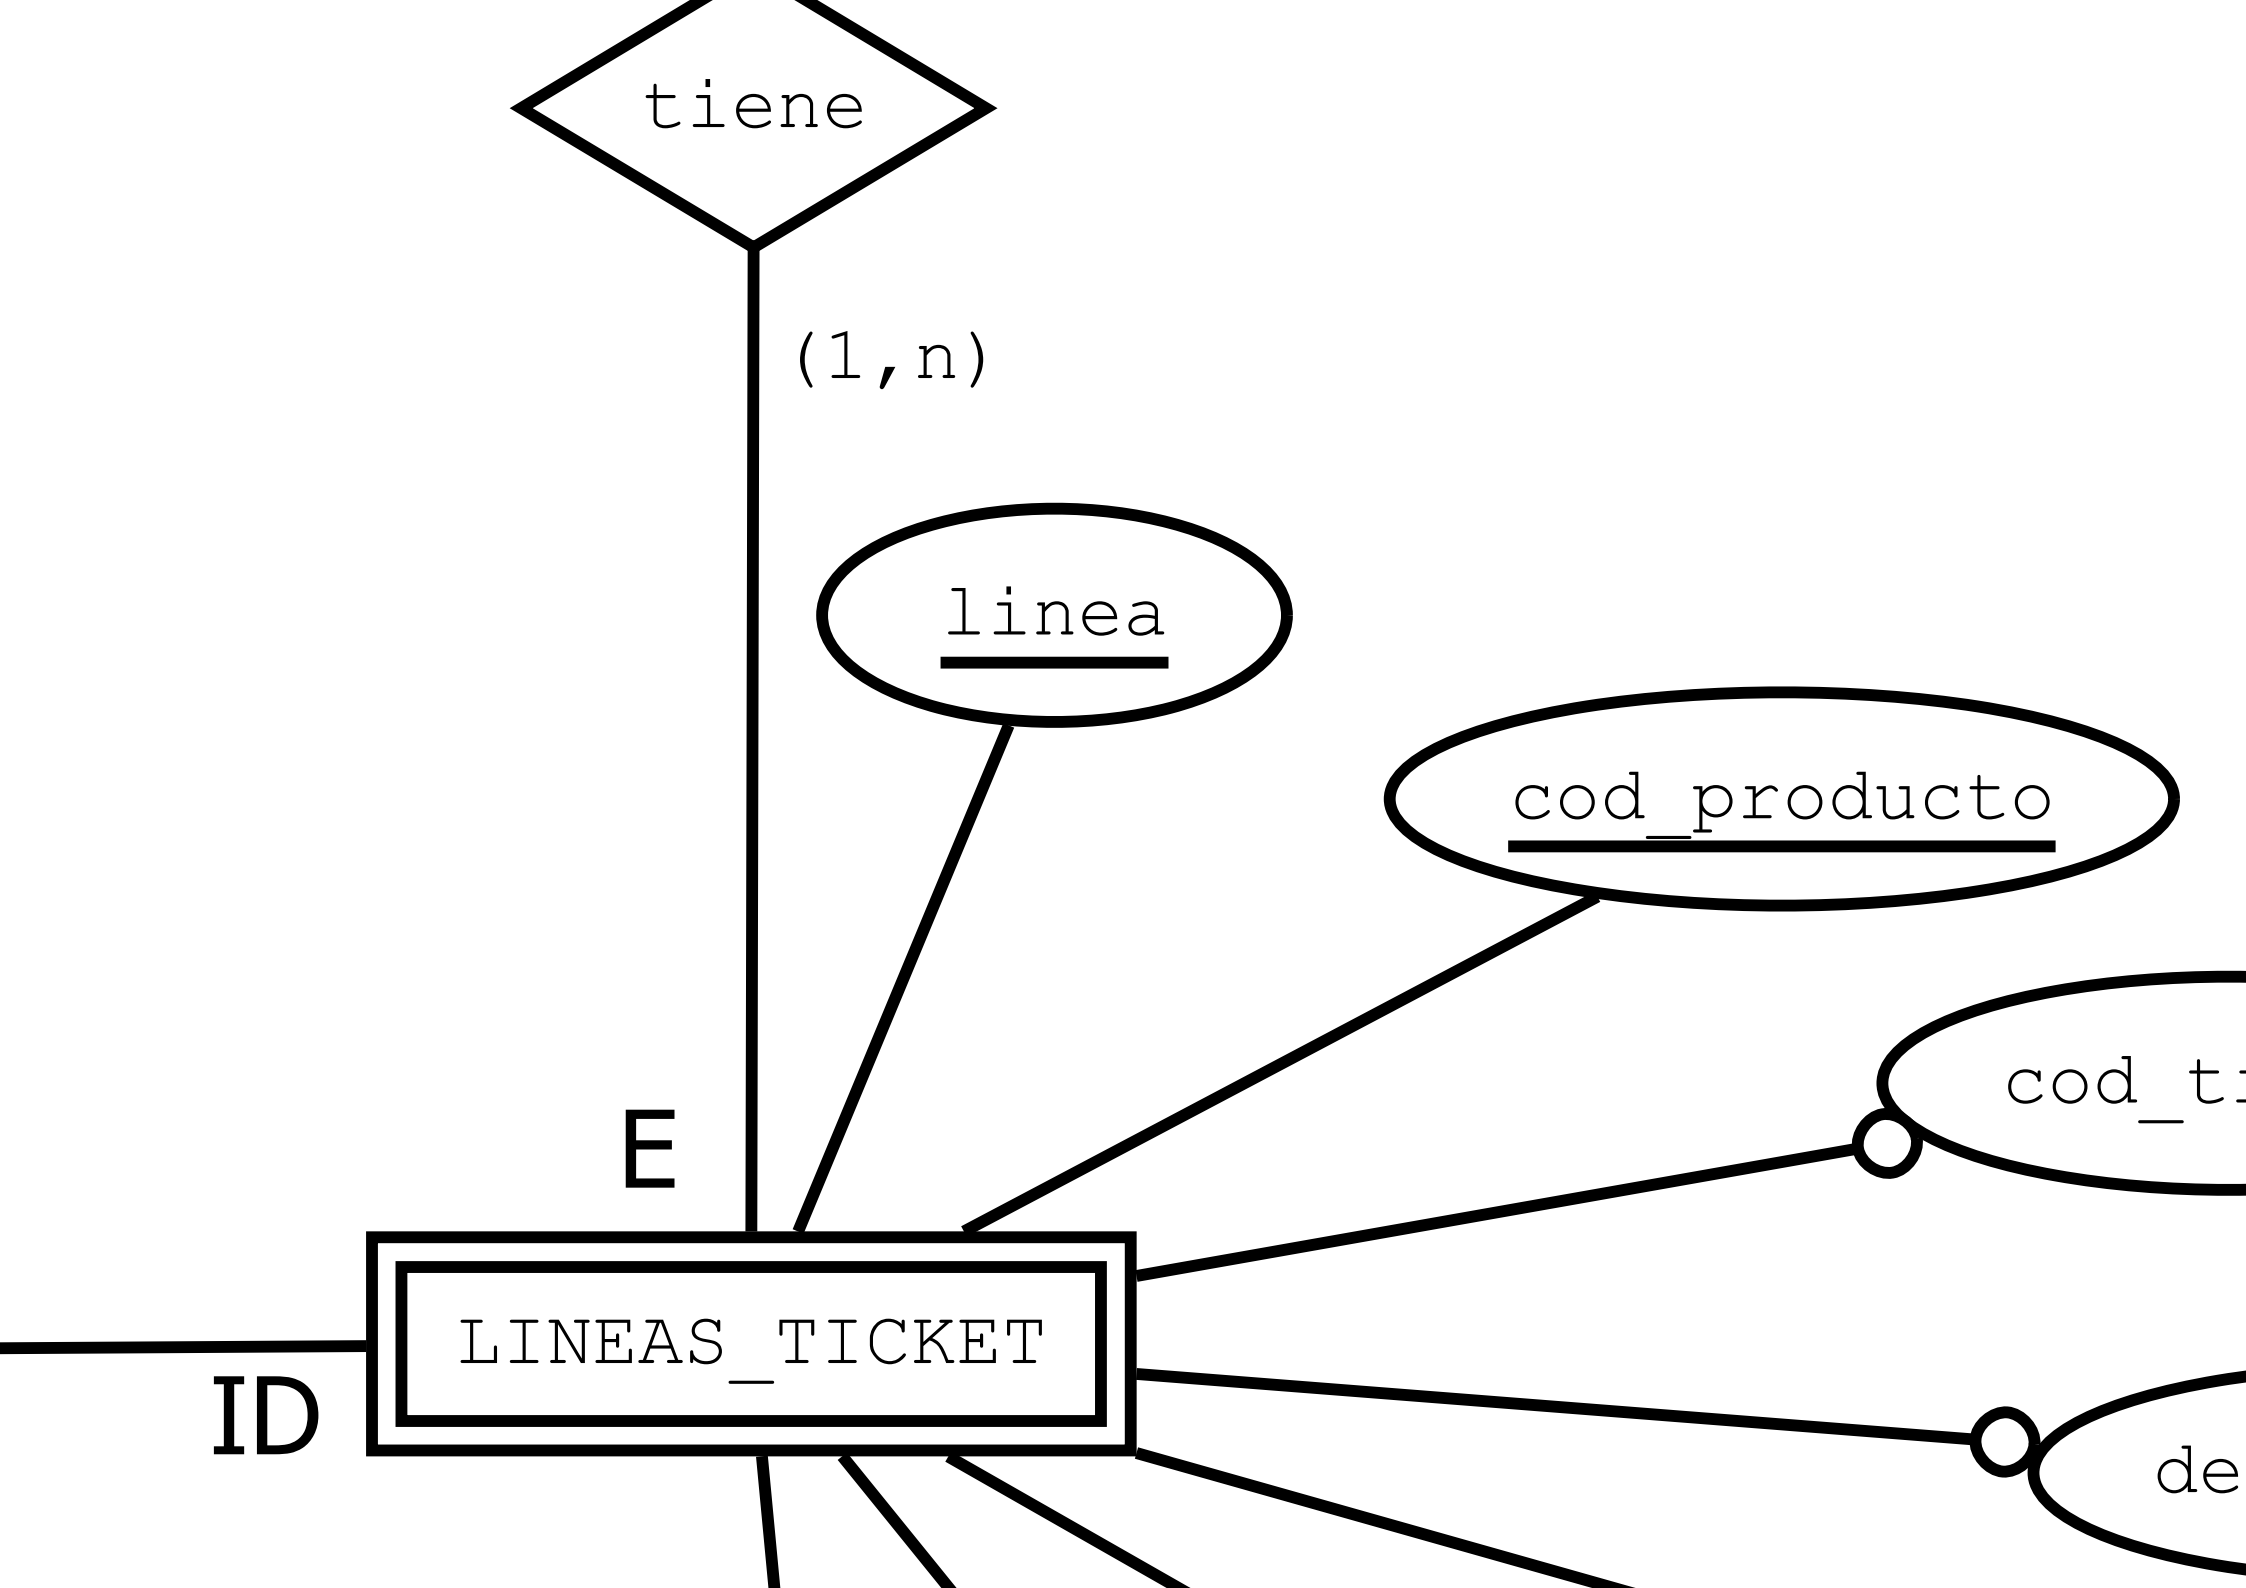 tiene
(1,n)
linea
cod_producto
E
LINEAS_TICKET
ID